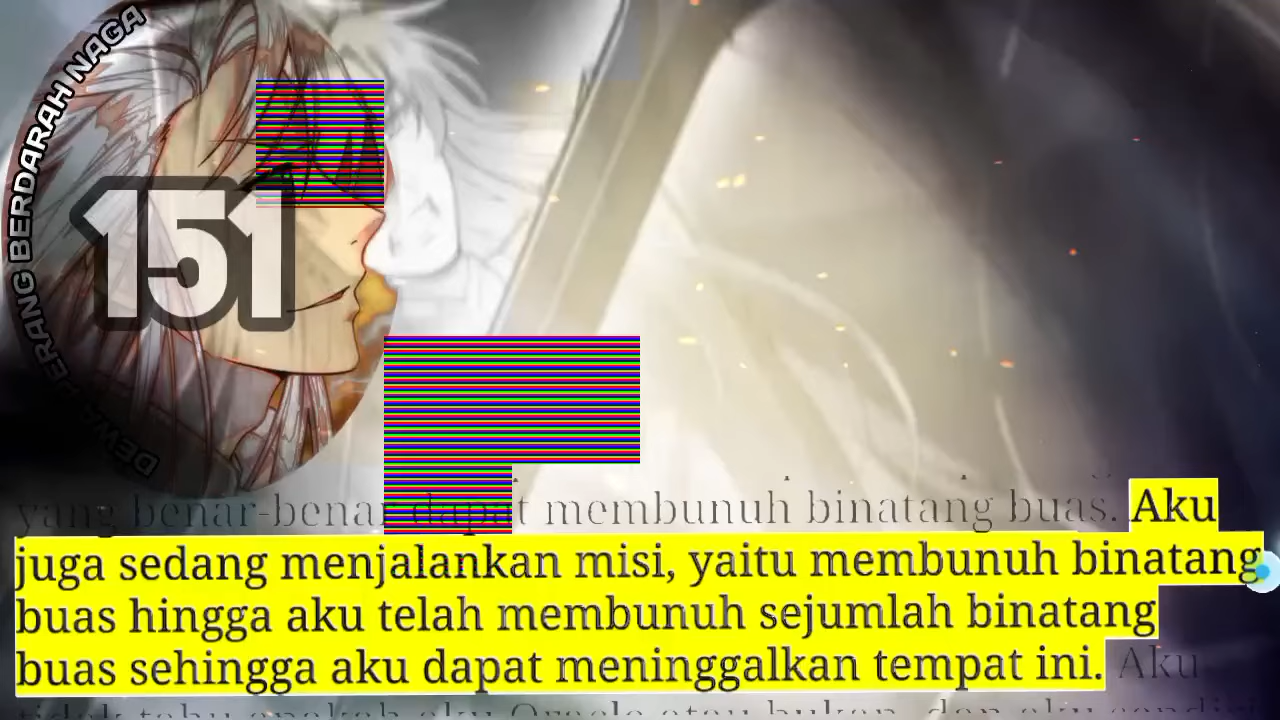 DEWA PERANG BERDARAH NAGA
151
yang benar-benar dapat membunuh binatang buas. Aku
juga sedang menjalankan misi, yaitu membunuh binatang
buas hingga aku telah membunuh sejumlah binatang
buas sehingga aku dapat meninggalkan tempat ini. Aku